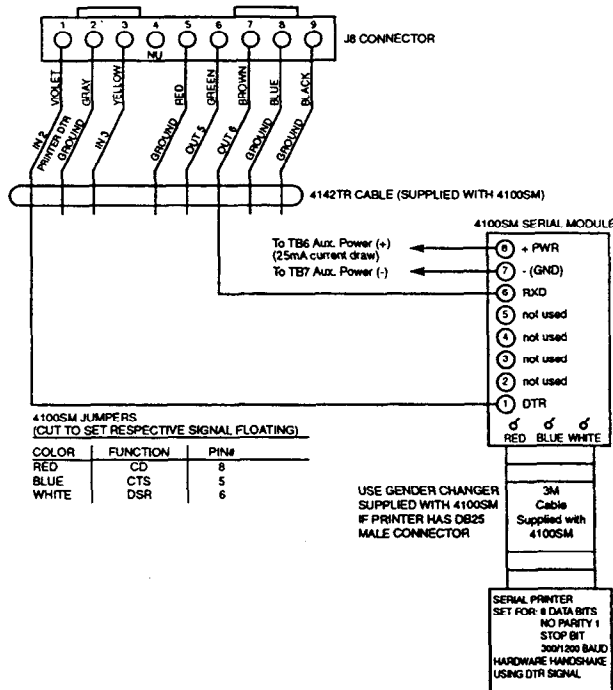 1 2 3 4 5 6 7 8 9
J8 CONNECTOR
NU
VIOLET
GRAY
YELLOW
RED
GREEN
BROWN
BLUE
BLACK
IN 2
PRINTER DTR
GROUND
IN 3
GROUND
OUT 5
OUT 6
GROUND
GROUND
4142TR CABLE (SUPPLIED WITH 4100SM)
4100SM SERIAL MODULE
To TB6 Aux. Power (+)
(25mA current draw)
To TB7 Aux. Power (-)
8 + PWR
7 - (GND)
6 RXD
5 not used
4 not used
3 not used
2 not used
1 DTR
RED BLUE WHITE
4100SM JUMPERS
(CUT TO SET RESPECTIVE SIGNAL FLOATING)
COLOR FUNCTION PIN#
RED CD 8
BLUE CTS 5
WHITE DSR 6
USE GENDER CHANGER
SUPPLIED WITH 4100SM
IF PRINTER HAS DB25
MALE CONNECTOR
3M
Cable
Supplied with
4100SM
SERIAL PRINTER
SET FOR: 8 DATA BITS
NO PARITY 1
STOP BIT
300/1200 BAUD
HARDWARE HANDSHAKE
USING DTR SIGNAL